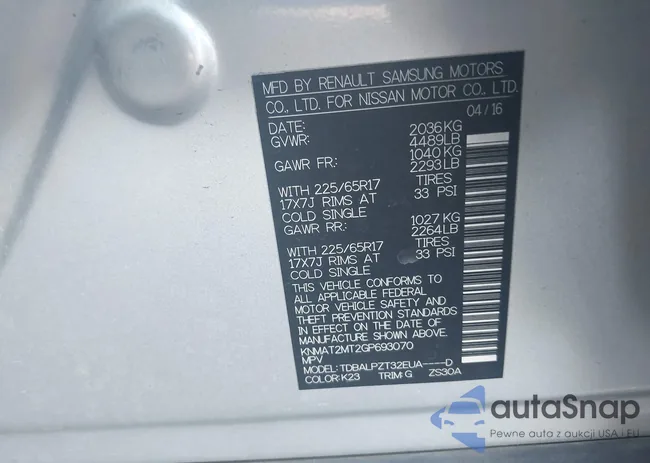 MFD BY RENAULT SAMSUNG MOTORS
CO., LTD. FOR NISSAN MOTOR CO., LTD.
DATE: 04/16
GVWR: 2036KG
4489LB
GAWR FR: 1040KG
2293LB
WITH 225/65R17 TIRES
17X7J RIMS AT 33 PSI
COLD SINGLE
GAWR RR: 1027 KG
2264LB
WITH 225/65R17 TIRES
17X7J RIMS AT 33 PSI
COLD SINGLE
THIS VEHICLE CONFORMS TO
ALL APPLICABLE FEDERAL
MOTOR VEHICLE SAFETY AND
THEFT PREVENTION STANDARDS
IN EFFECT ON THE DATE OF
MANUFACTURE SHOWN ABOVE.
KNMAT2MT2GP693070
MPV
MODEL: TDBALPZT32EUA----D
COLOR: K23 TRIM: G ZS30A
autaSnap
Pewne auta z aukcji USA i EU